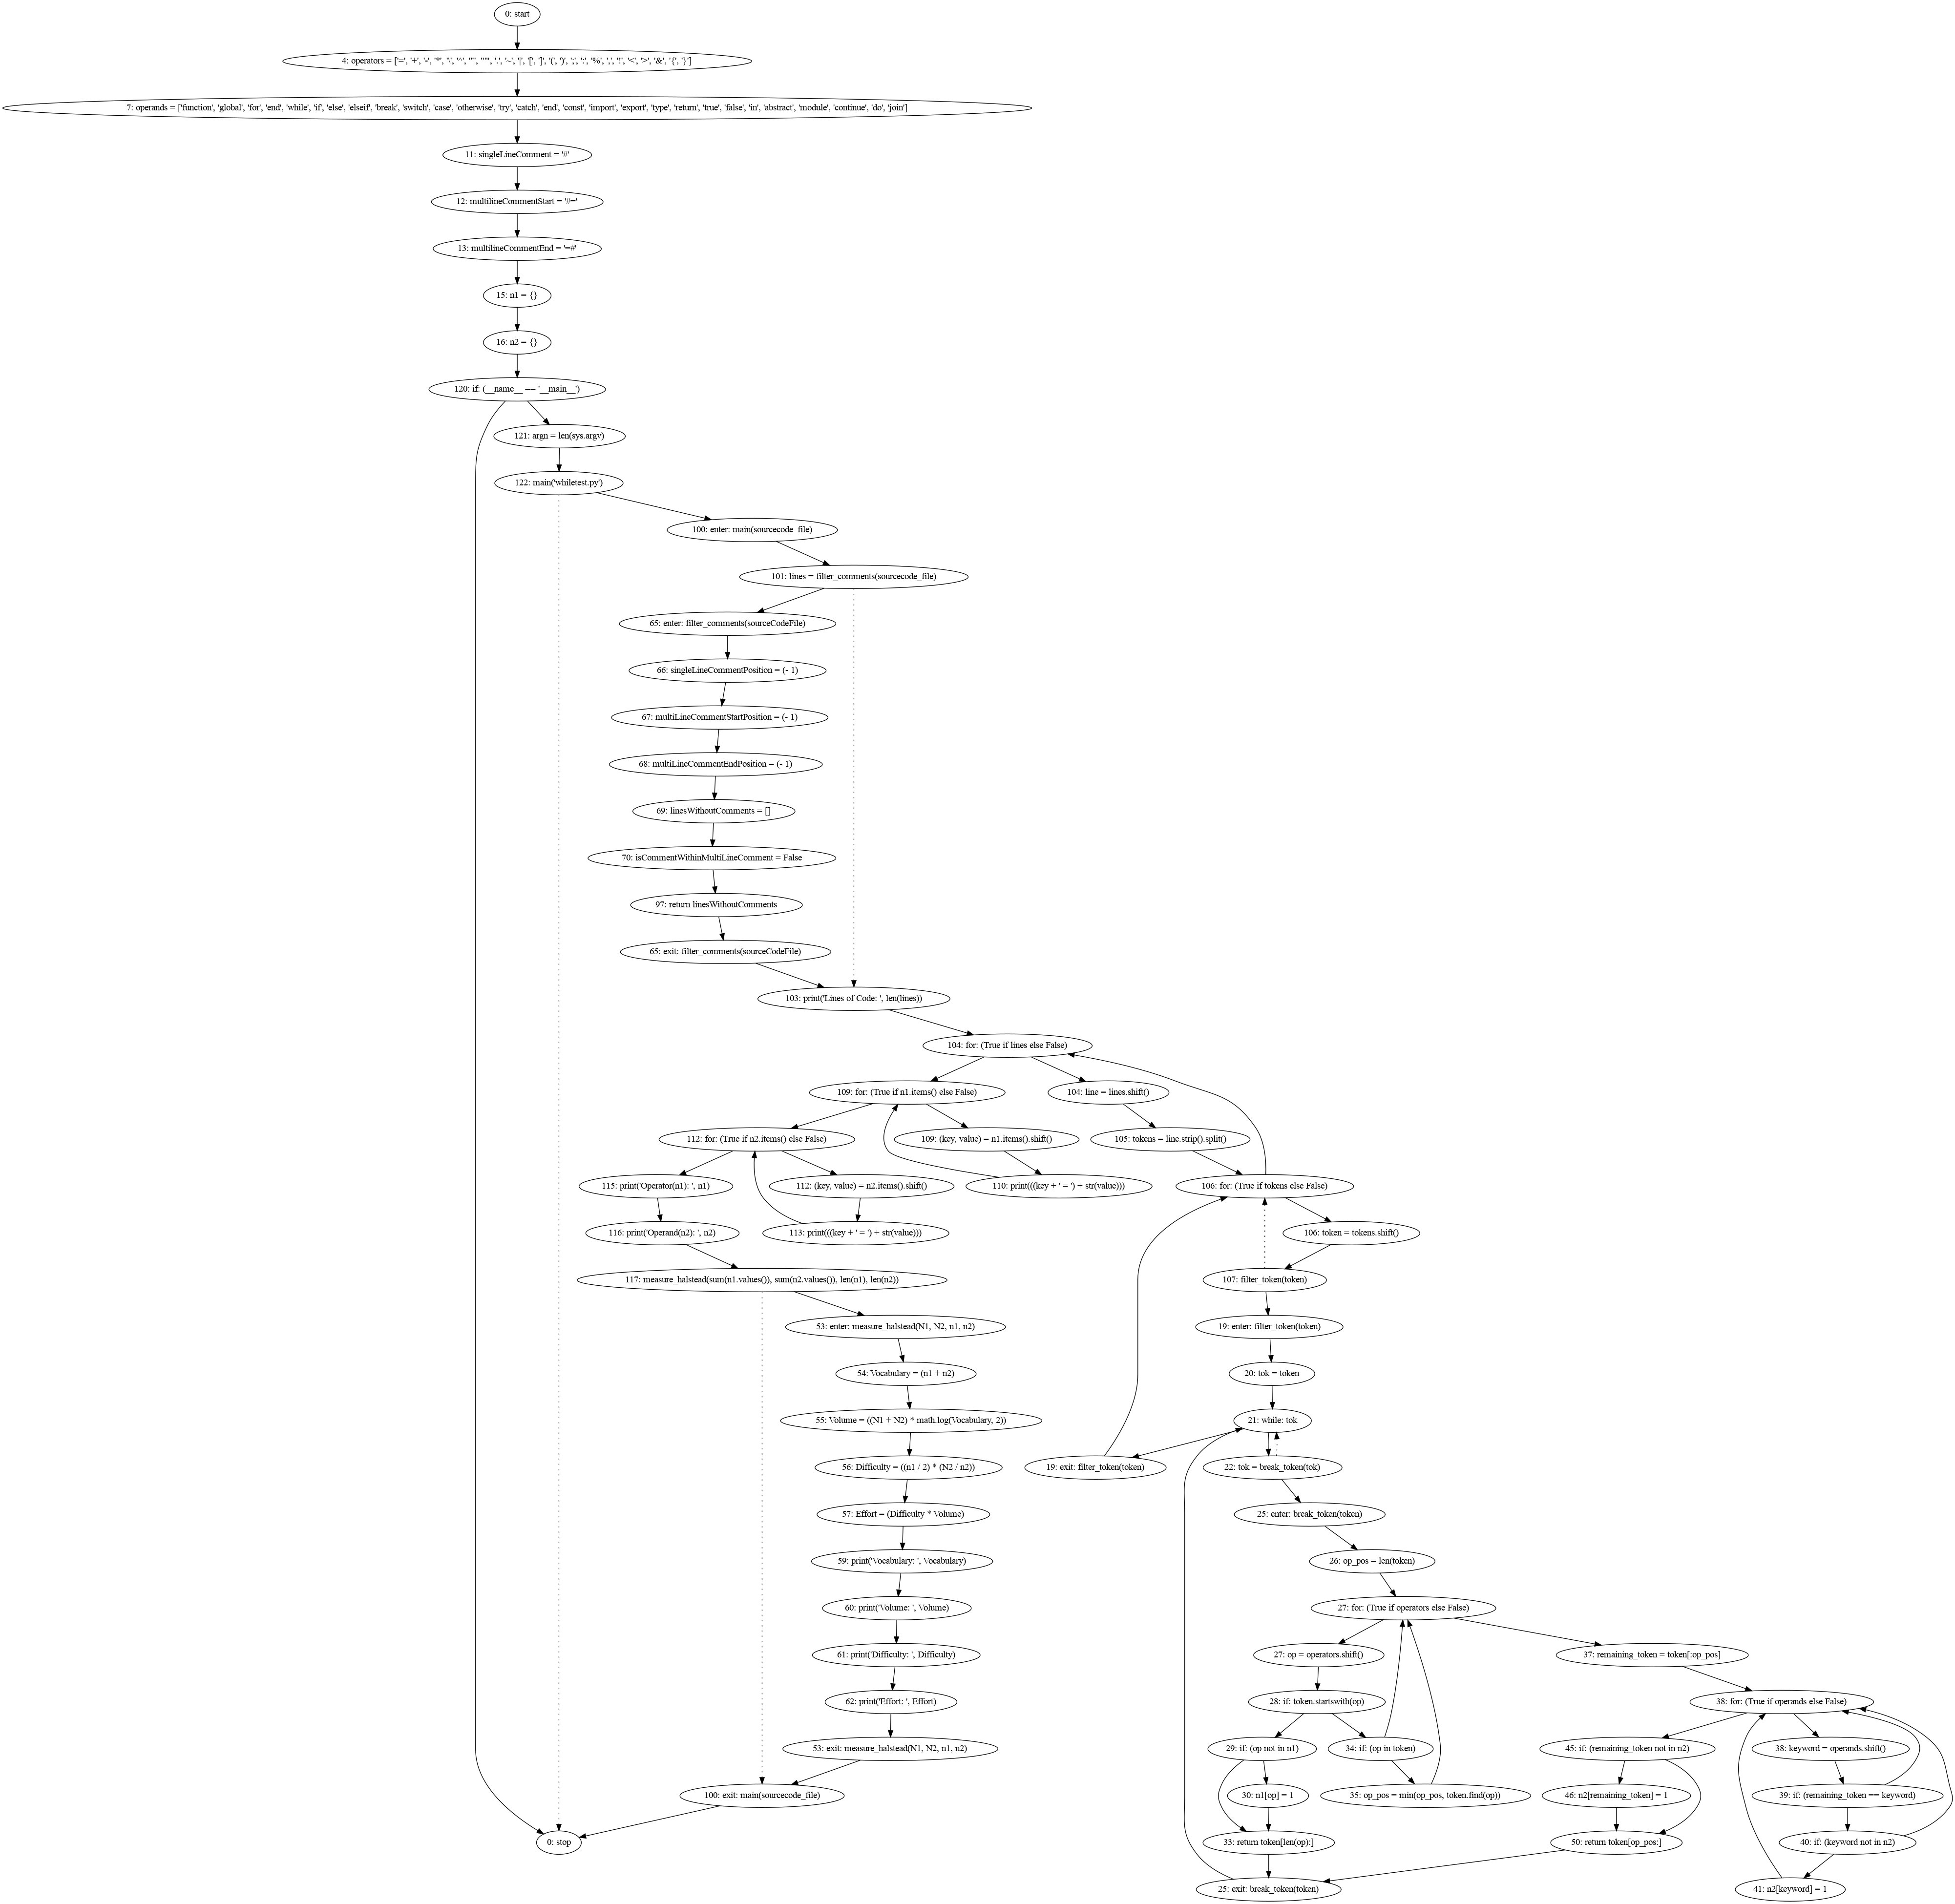 0: start
4: operators = ['=', '+', '-', '*', '\', '^', '"', '"'", '.', '~', '|', '[', ']', '(', ')', ';', ':', '%', ',', '!', '<', '>', '&', '{', '}']
7: operands = ['function', 'global', 'for', 'end', 'while', 'if', 'else', 'elseif', 'break', 'switch', 'case', 'otherwise', 'try', 'catch', 'end', 'const', 'import', 'export', 'type', 'return', 'true', 'false', 'in', 'abstract', 'module', 'continue', 'do', 'join']
11: singleLineComment = '#'
12: multilineCommentStart = '#='
13: multilineCommentEnd = '=#'
15: n1 = {}
16: n2 = {}
120: if: (__name__ == '__main__')
121: argn = len(sys.argv)
122: main('whiletest.py')
100: enter: main(sourcecode_file)
101: lines = filter_comments(sourcecode_file)
65: enter: filter_comments(sourceCodeFile)
66: singleLineCommentPosition = (- 1)
67: multiLineCommentStartPosition = (- 1)
68: multiLineCommentEndPosition = (- 1)
69: linesWithoutComments = []
70: isCommentWithinMultiLineComment = False
97: return linesWithoutComments
65: exit: filter_comments(sourceCodeFile)
103: print('Lines of Code: ', len(lines))
104: for: (True if lines else False)
109: for: (True if n1.items() else False)
104: line = lines.shift()
112: for: (True if n2.items() else False)
109: (key, value) = n1.items().shift()
105: tokens = line.strip().split()
115: print('Operator(n1): ', n1)
112: (key, value) = n2.items().shift()
110: print(((key + ' = ') + str(value)))
106: for: (True if tokens else False)
116: print('Operand(n2): ', n2)
113: print(((key + ' = ') + str(value)))
106: token = tokens.shift()
117: measure_halstead(sum(n1.values()), sum(n2.values()), len(n1), len(n2))
107: filter_token(token)
53: enter: measure_halstead(N1, N2, n1, n2)
19: enter: filter_token(token)
54: Vocabulary = (n1 + n2)
20: tok = token
55: Volume = ((N1 + N2) * math.log(Vocabulary, 2))
21: while: tok
56: Difficulty = ((n1 / 2) * (N2 / n2))
19: exit: filter_token(token)
22: tok = break_token(tok)
57: Effort = (Difficulty * Volume)
25: enter: break_token(token)
59: print('Vocabulary: ', Vocabulary)
26: op_pos = len(token)
60: print('Volume: ', Volume)
27: for: (True if operators else False)
61: print('Difficulty: ', Difficulty)
27: op = operators.shift()
37: remaining_token = token[:op_pos]
62: print('Effort: ', Effort)
28: if: token.startswith(op)
38: for: (True if operands else False)
53: exit: measure_halstead(N1, N2, n1, n2)
29: if: (op not in n1)
34: if: (op in token)
45: if: (remaining_token not in n2)
38: keyword = operands.shift()
100: exit: main(sourcecode_file)
30: n1[op] = 1
35: op_pos = min(op_pos, token.find(op))
46: n2[remaining_token] = 1
39: if: (remaining_token == keyword)
0: stop
33: return token[len(op):]
50: return token[op_pos:]
40: if: (keyword not in n2)
25: exit: break_token(token)
41: n2[keyword] = 1